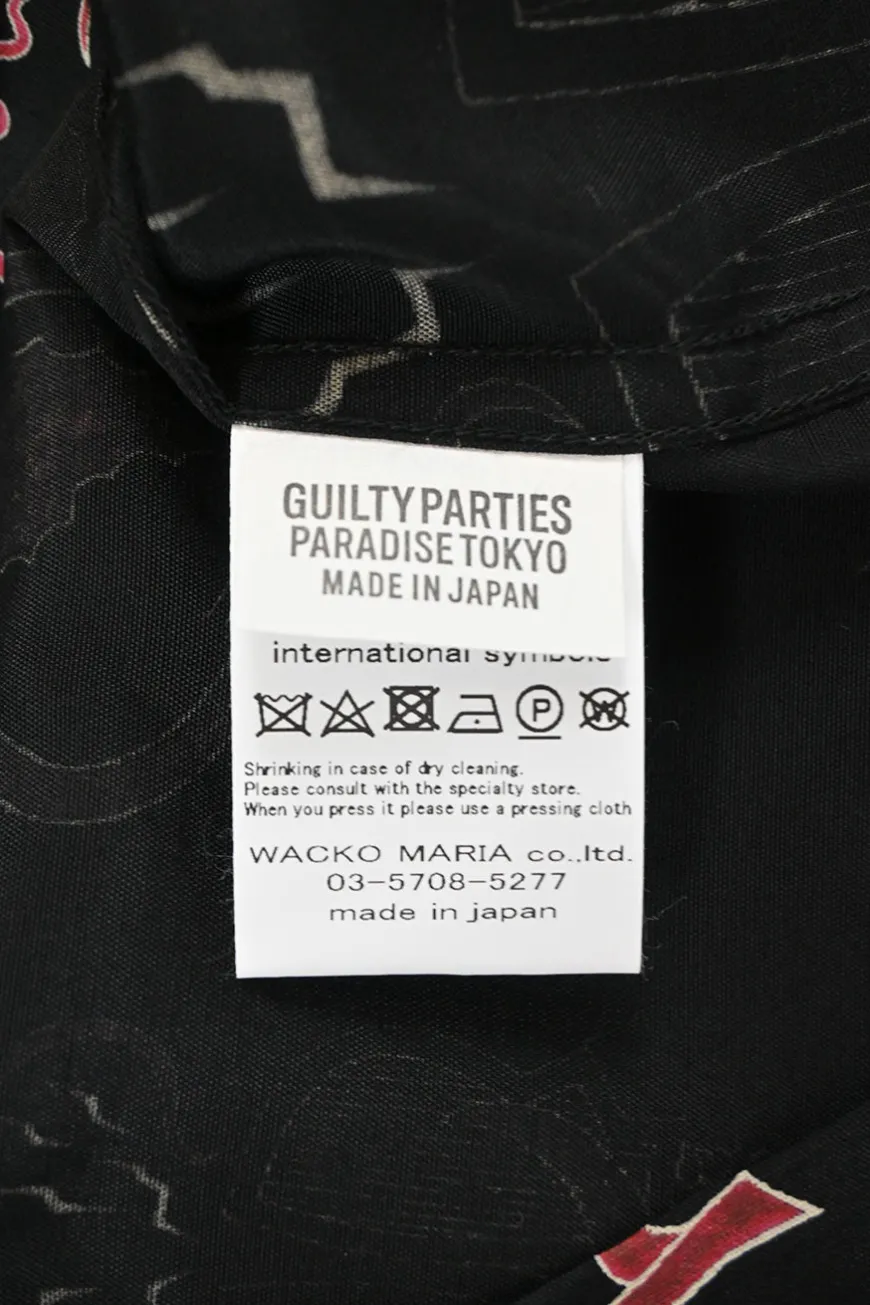 GUILTY PARTIES
PARADISE TOKYO
MADE IN JAPAN
international symbols
P
W
Shrinking in case of dry cleaning.
Please consult with the specialty store.
When you press it please use a pressing cloth
WACKO MARIA co.,ltd.
03-5708-5277
made in japan